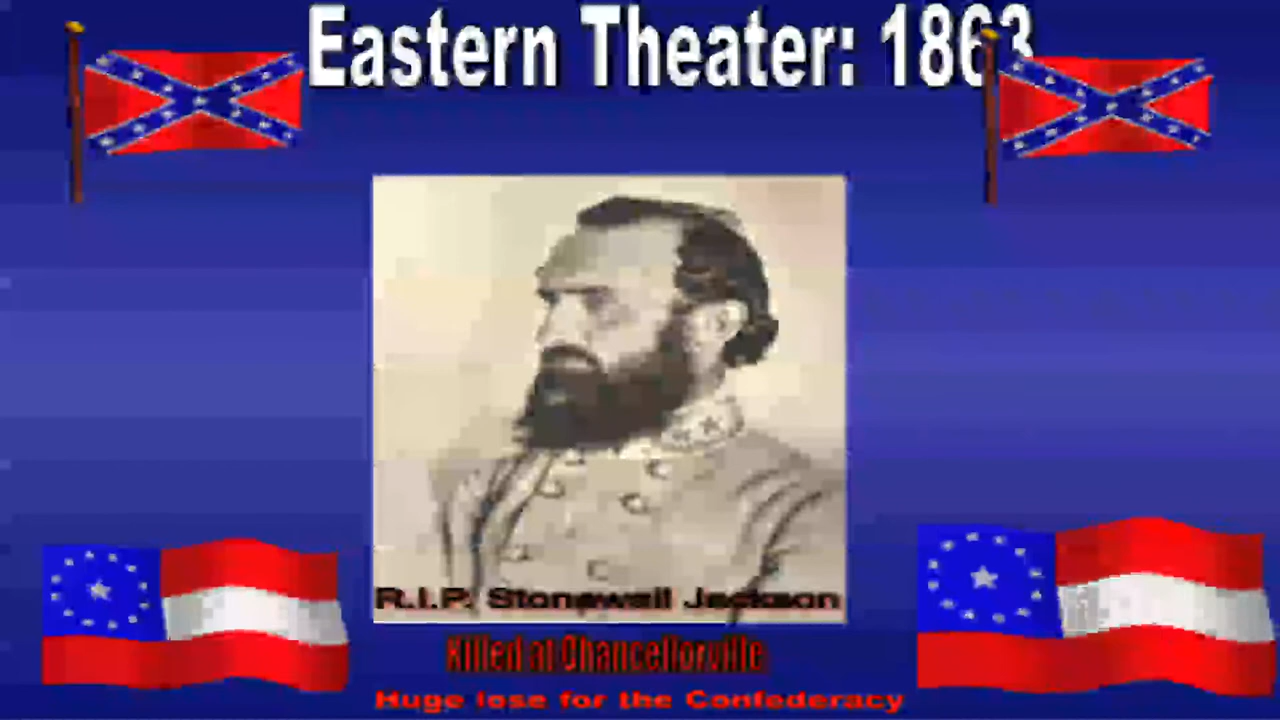 Eastern Theater: 1863
R.I.P. Stonewall Jackson
Killed at Chancellorville
Huge lose for the Confederacy